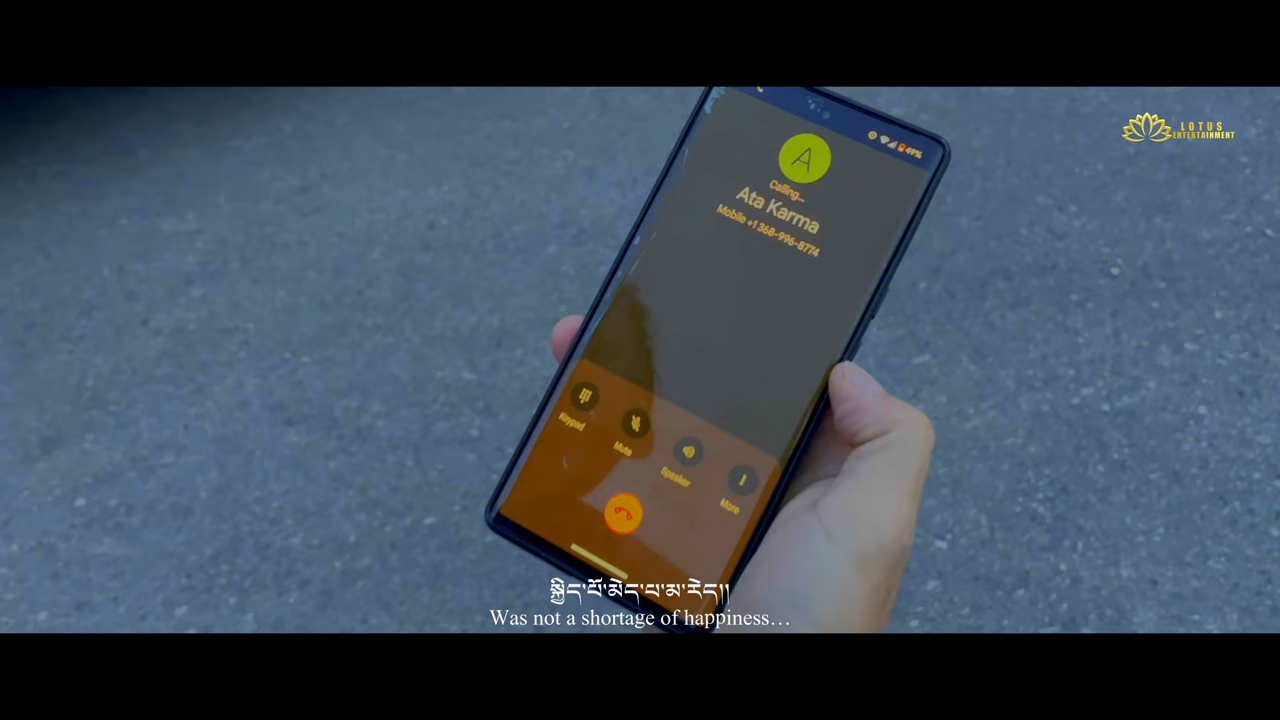 LOTUS
ENTERTAINMENT
49%
A
Calling...
Ata Karma
Mobile +1 368-996-8774
Keypad
Mute
Speaker
More
སྐྱིད་པོ་མེད་པ་མ་རེད།།
Was not a shortage of happiness…